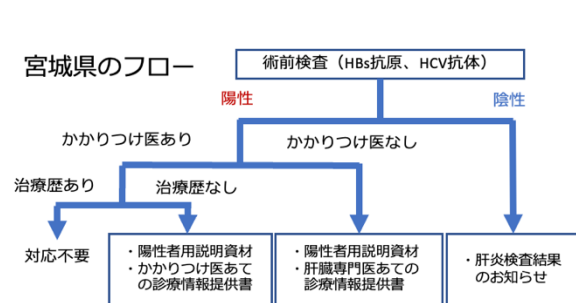 宮城県のフロー
術前検査（HBs抗原、HCV抗体）
陽性
陰性
かかりつけ医あり
かかりつけ医なし
治療歴あり
治療歴なし
対応不要
・陽性者用説明資材
・かかりつけ医あて
の診療情報提供書
・陽性者用説明資材
・肝臓専門医あての
診療情報提供書
・肝炎検査結果
のお知らせ